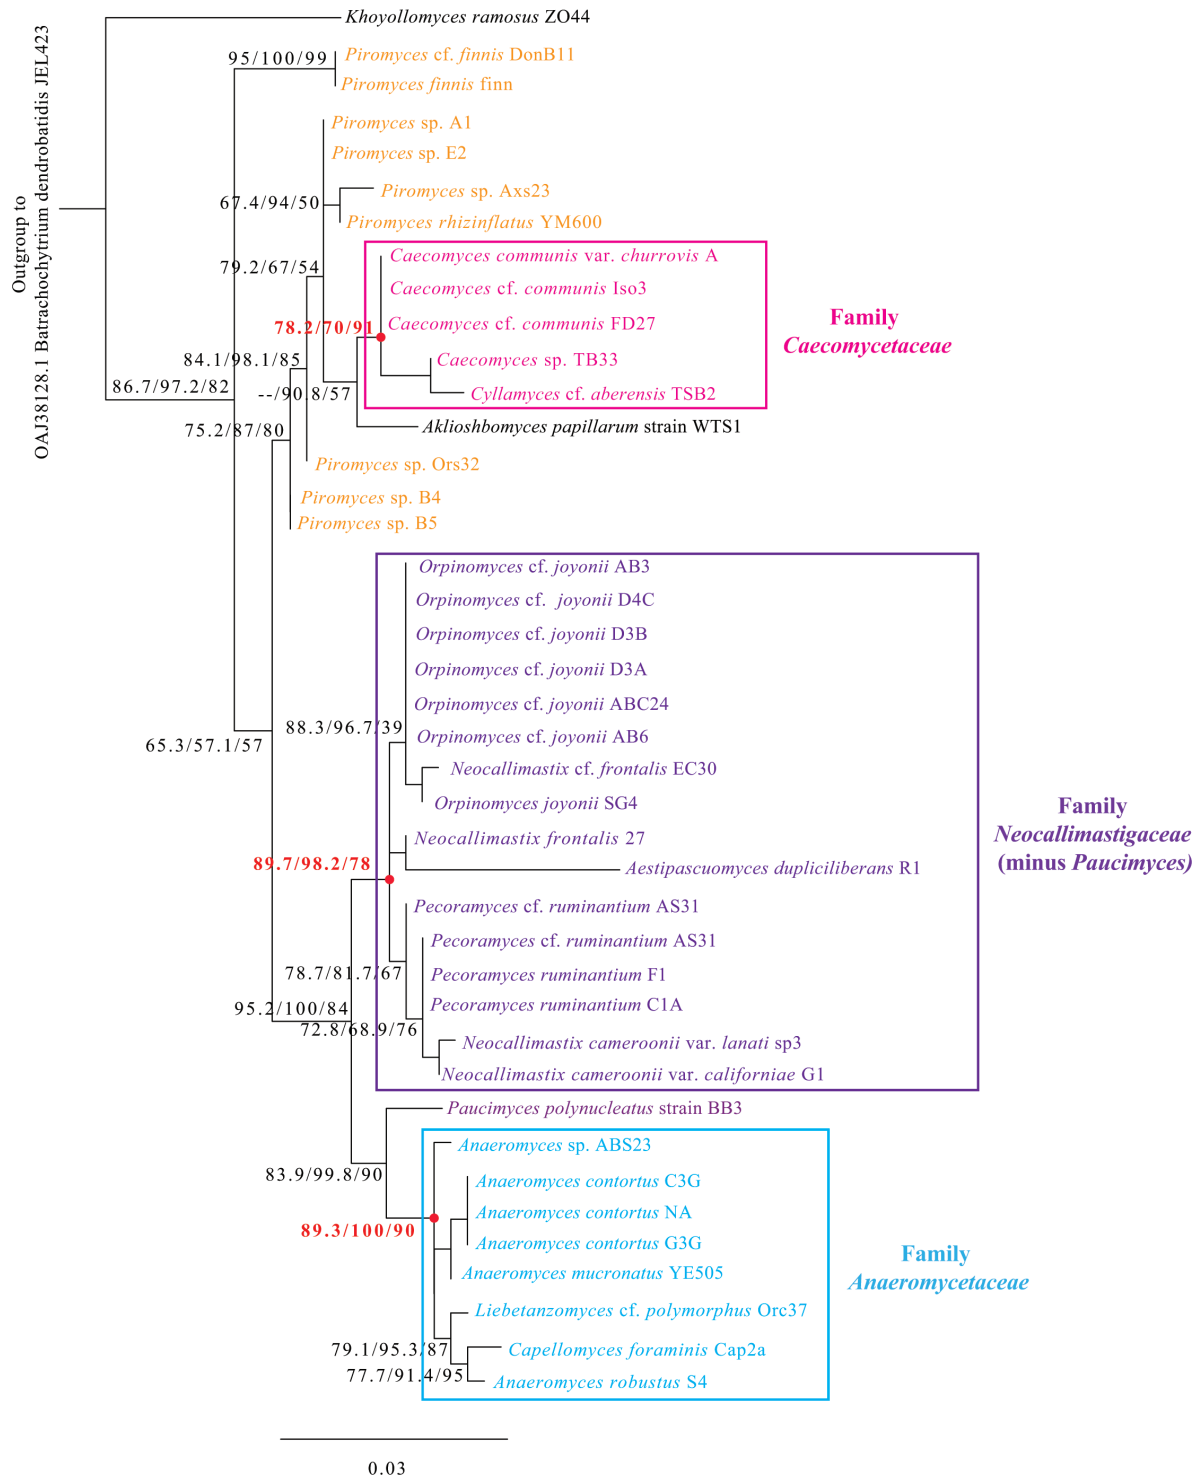 Outgroup to
OAJ38128.1 Batrachochytrium dendrobatidis JEL423
Khoyollomyces ramosus ZO44
95/100/99
Piromyces cf. finnis DonB11
Piromyces finnis finn
Piromyces sp. A1
Piromyces sp. E2
Piromyces sp. Axs23
67.4/94/50
Piromyces rhizinflatus YM600
Caecomyces communis var. churrovis A
79.2/67/54
Caecomyces cf. communis Iso3
78.2/70/91
Caecomyces cf. communis FD27
Family
Caecomycetaceae
84.1/98.1/85
Caecomyces sp. TB33
86.7/97.2/82
--/90.8/57
Cyllamyces cf. aberensis TSB2
75.2/87/80
Aklioshbomyces papillarum strain WTS1
Piromyces sp. Ors32
Piromyces sp. B4
Piromyces sp. B5
Orpinomyces cf. joyonii AB3
Orpinomyces cf. joyonii D4C
Orpinomyces cf. joyonii D3B
Orpinomyces cf. joyonii D3A
Orpinomyces cf. joyonii ABC24
88.3/96.7/39
Orpinomyces cf. joyonii AB6
65.3/57.1/57
Neocallimastix cf. frontalis EC30
Orpinomyces joyonii SG4
Family
Neocallimastigaceae
(minus Paucimyces)
Neocallimastix frontalis 27
89.7/98.2/78
Aestipascuomyces dupliciliberans R1
Pecoramyces cf. ruminantium AS31
Pecoramyces cf. ruminantium AS31
78.7/81.7/67
Pecoramyces ruminantium F1
95.2/100/84
Pecoramyces ruminantium C1A
72.8/68.9/76
Neocallimastix cameroonii var. lanati sp3
Neocallimastix cameroonii var. californiae G1
Paucimyces polynucleatus strain BB3
Anaeromyces sp. ABS23
83.9/99.8/90
Anaeromyces contortus C3G
Anaeromyces contortus NA
89.3/100/90
Anaeromyces contortus G3G
Family
Anaeromycetaceae
Anaeromyces mucronatus YE505
Liebetanzomyces cf. polymorphus Orc37
79.1/95.3/87
Capellomyces foraminis Cap2a
77.7/91.4/95
Anaeromyces robustus S4
0.03